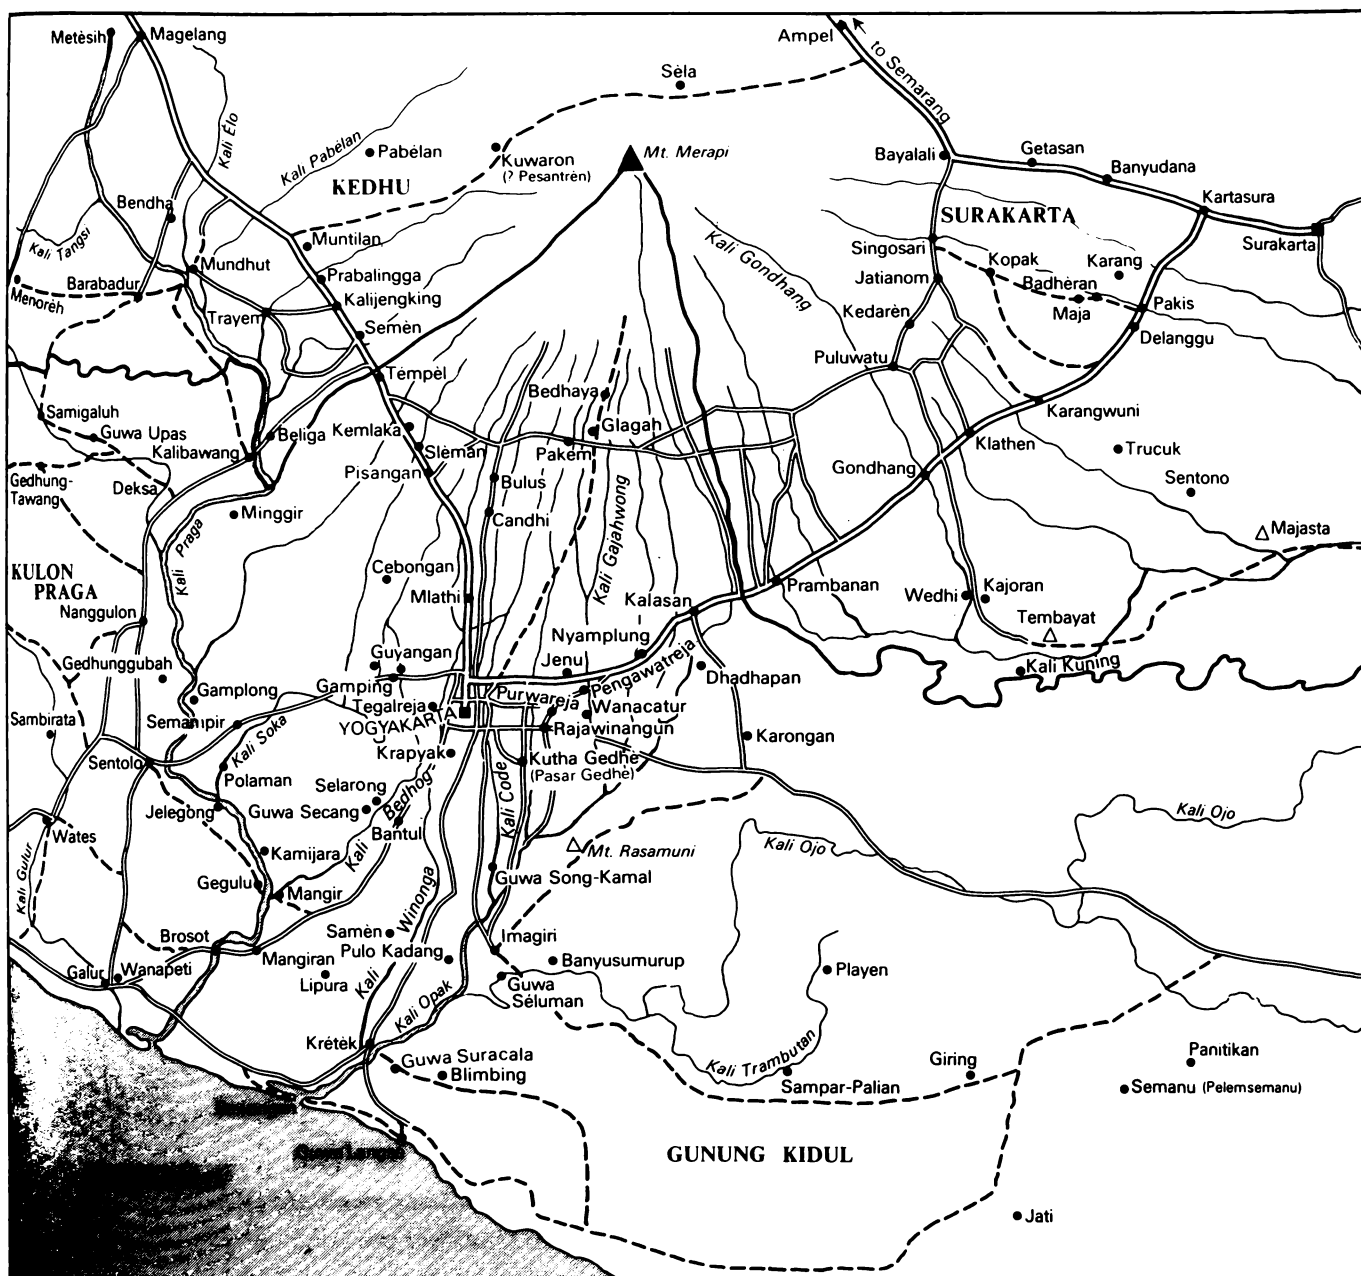 Metèsih
Magelang
Ampel
to Semarang
Sèla
Kali Èlo
Kali Pabélan
Pabélan
Kuwaron
(? Pesantrèn)
Mt. Merapi
Bayalali
Getasan
Banyudana
KEDHU
Bendha
Kartasura
SURAKARTA
Surakarta
Kali Tangsi
Muntilan
Kali Gondhang
Singosari
Kopak
Karang
Mundhut
Prabalingga
Menorèh
Barabadur
Kalijengking
Jatianom
Badhèran
Maja
Pakis
Trayem
Semèn
Kedarèn
Delanggu
Puluwatu
Tèmpèl
Bedhaya
Samigaluh
Guwa Upas
Beliga
Kemlaka
Glagah
Karangwuni
Kalibawang
Slèman
Pakem
Klathen
Trucuk
Gedhung-
Tawang
Deksa
Pisangan
Bulus
Gondhang
Sentono
Minggir
Candhi
Kali Gajahwong
Majasta
Kali Praga
KULON
PRAGA
Cebongan
Mlathi
Prambanan
Kalasan
Wedhi
Kajoran
Nanggulon
Tembayat
Nyamplung
Gedhunggubah
Guyangan
Jenu
Pengawatreja
Dhadhapan
Kali Kuning
Gamplong
Gamping
Purwareja
Sambirata
Semampir
Tegalreja
Wanacatur
YOGYAKARTA
Rajawinangun
Karongan
Kali Soka
Krapyak
Kutha Gedhè
(Pasar Gedhè)
Sentolo
Polaman
Selarong
Kali Bedhog
Kali Code
Jelegong
Guwa Secang
Kali Ojo
Wates
Bantul
Kali Ojo
Kali Gulur
Kamijara
Mt. Rasamuni
Gegulu
Mangir
Guwa Song-Kamal
Kali Winonga
Brosot
Samèn
Imagiri
Mangiran
Pulo Kadang
Banyusumurup
Playen
Galur
Wanapeti
Lipura
Guwa
Sèluman
Kali Opak
Krètèk
Guwa Suracala
Blimbing
Kali Trambutan
Sampar-Palian
Giring
Panitikan
Semanu (Pelemsemanu)
GUNUNG KIDUL
Jati